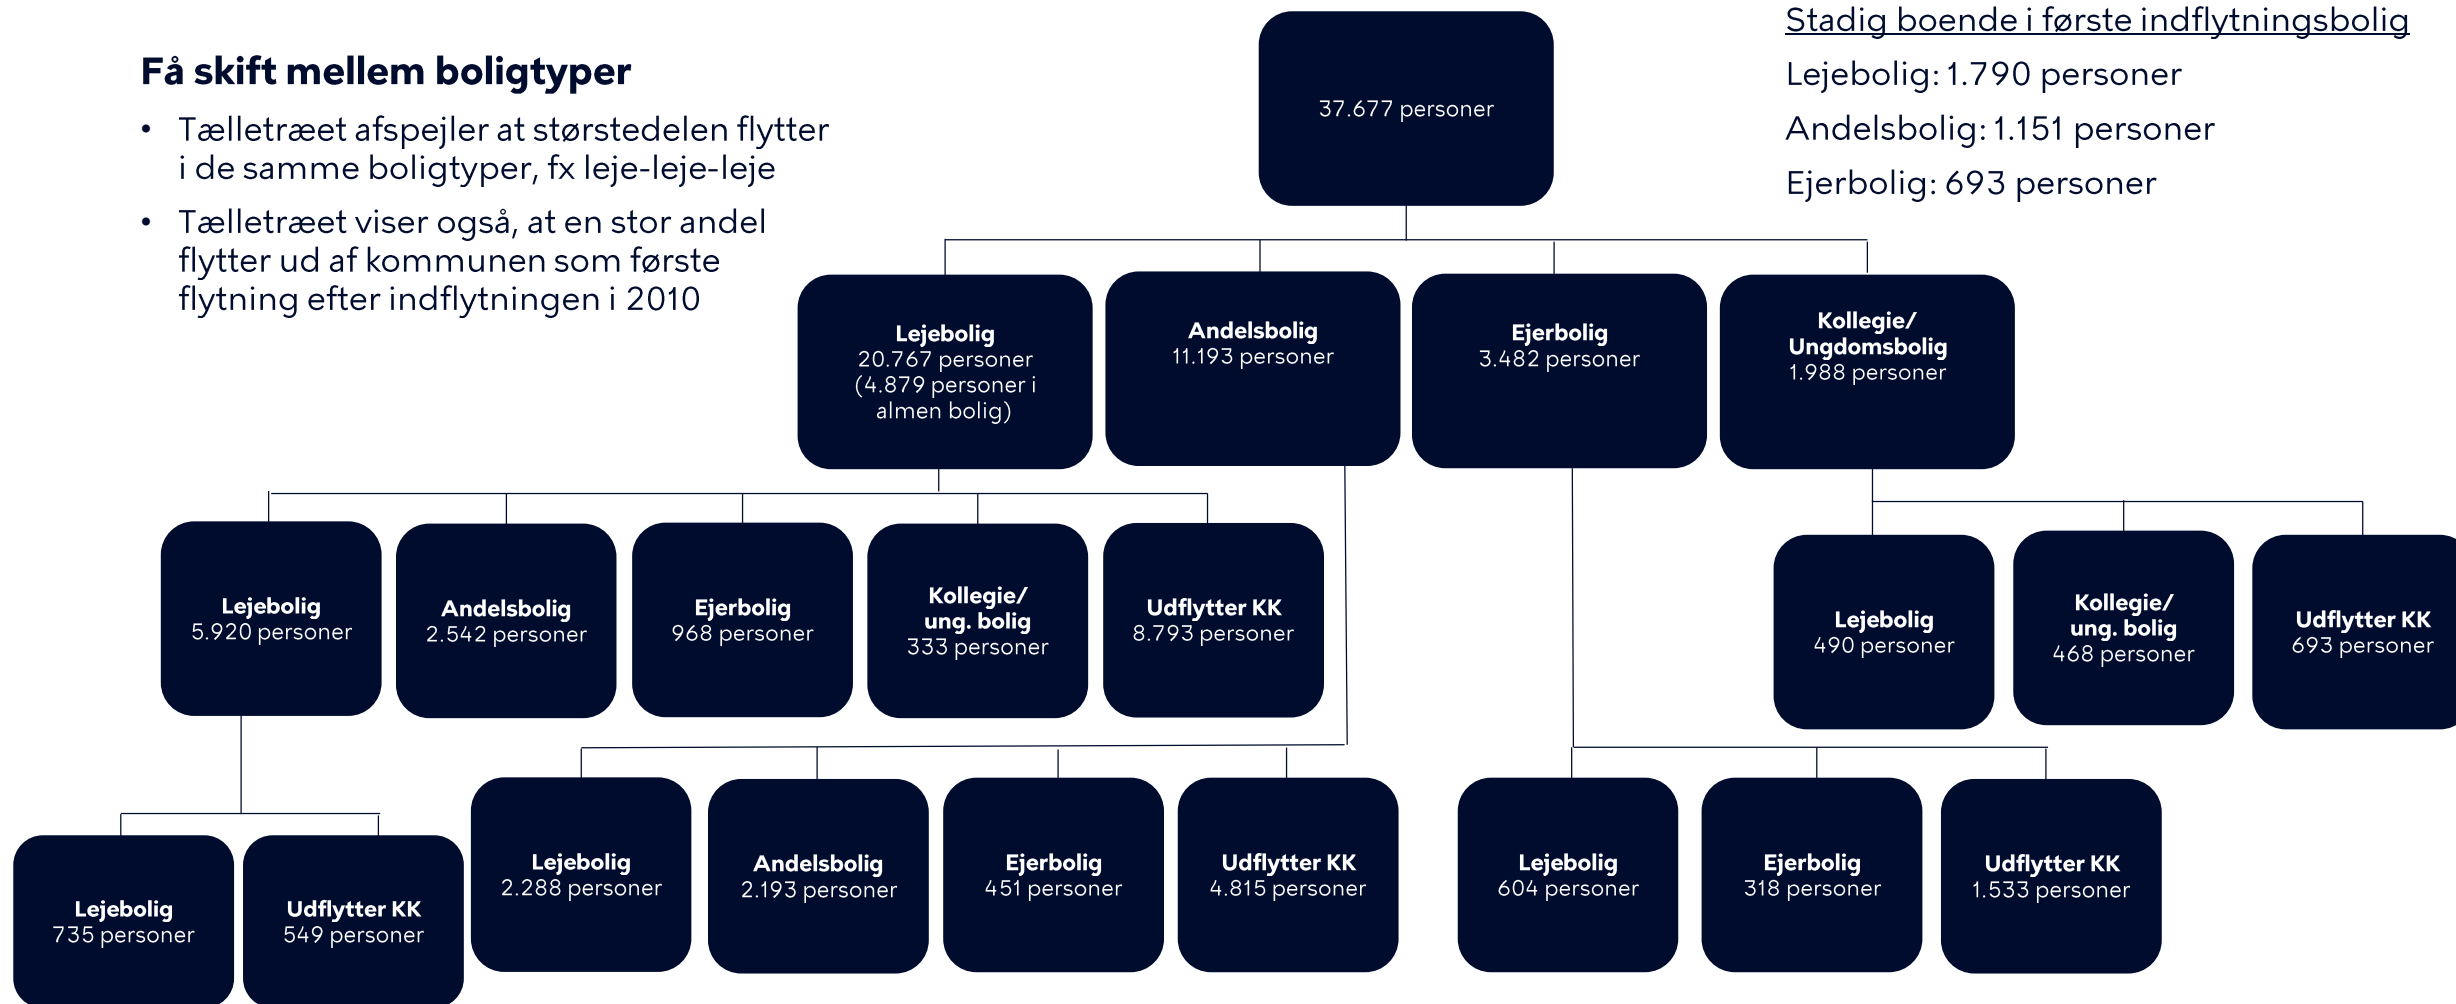 Få skift mellem boligtyper
• Tælletræet afspejler at størstedelen flytter
i de samme boligtyper, fx leje-leje-leje
• Tælletræet viser også, at en stor andel
flytter ud af kommunen som første
flytning efter indflytningen i 2010
37.677 personer
Stadig boende i første indflytningsbolig
Lejebolig: 1.790 personer
Andelsbolig: 1.151 personer
Ejerbolig: 693 personer
Lejebolig
20.767 personer
(4.879 personer i
almen bolig)
Andelsbolig
11.193 personer
Ejerbolig
3.482 personer
Kollegie/
Ungdomsbolig
1.988 personer
Lejebolig
5.920 personer
Andelsbolig
2.542 personer
Ejerbolig
968 personer
Kollegie/
ung. bolig
333 personer
Udflytter KK
8.793 personer
Lejebolig
490 personer
Kollegie/
ung. bolig
468 personer
Udflytter KK
693 personer
Lejebolig
735 personer
Udflytter KK
549 personer
Lejebolig
2.288 personer
Andelsbolig
2.193 personer
Ejerbolig
451 personer
Udflytter KK
4.815 personer
Lejebolig
604 personer
Ejerbolig
318 personer
Udflytter KK
1.533 personer